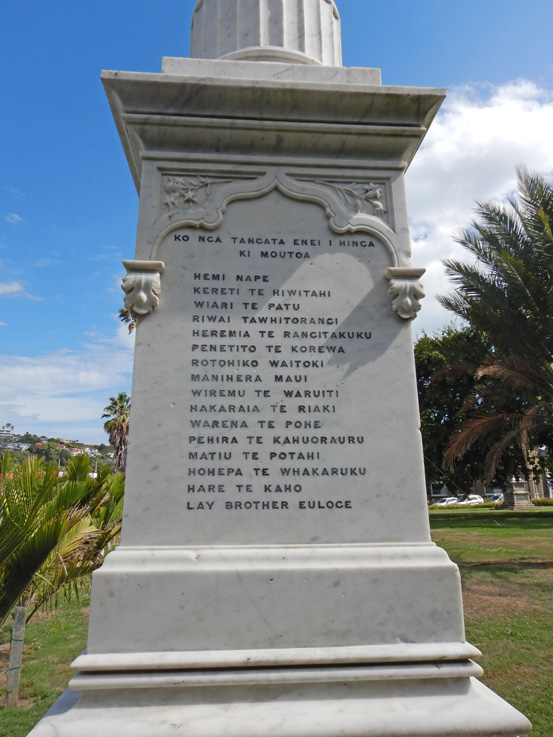 KO NGA TANGATA ENEI I HINGA
KI MOUTOA
HEMI NAPE
KERETI TE HIWITAHI
WIARI TE PATU
RIWAI TAWHITORANGI
HEREMIA TE RANGITAKUKU
PENETITO TE KOREWA
ROTOHIKO WAITOKI
MANIHERA MAUI
WIREMU TE WARUITI
HAKARAIA TE RIAKI
WARENA TE POHE
PEHIRA TE KAHUORAURU
MATIU TE POTAHI
HOHEPA TE WHAKARUKU
HARE TE KAHO
LAY BROTHER EULOGE